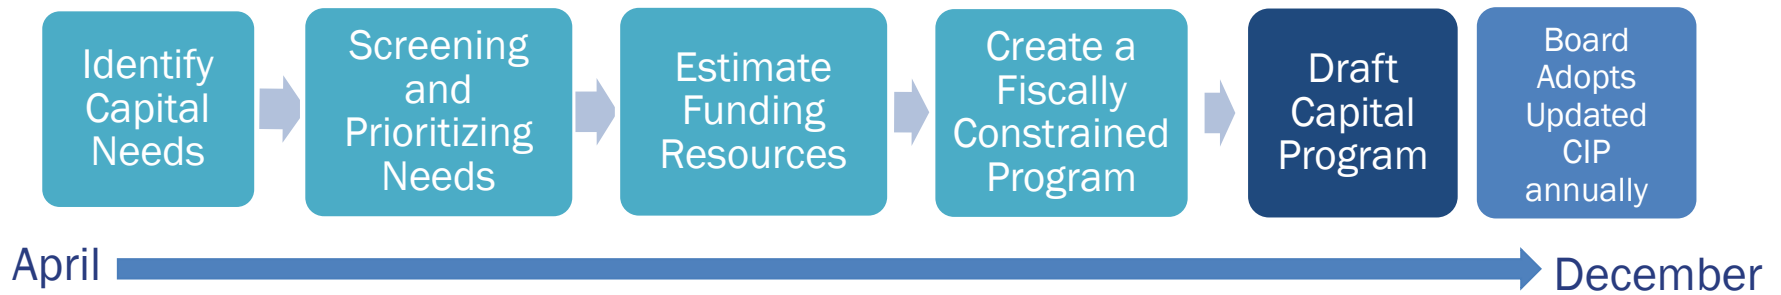 Identify
Capital
Needs
Screening
and
Prioritizing
Needs
Estimate
Funding
Resources
Create a
Fiscally
Constrained
Program
Draft
Capital
Program
Board
Adopts
Updated
CIP
annually
April
December